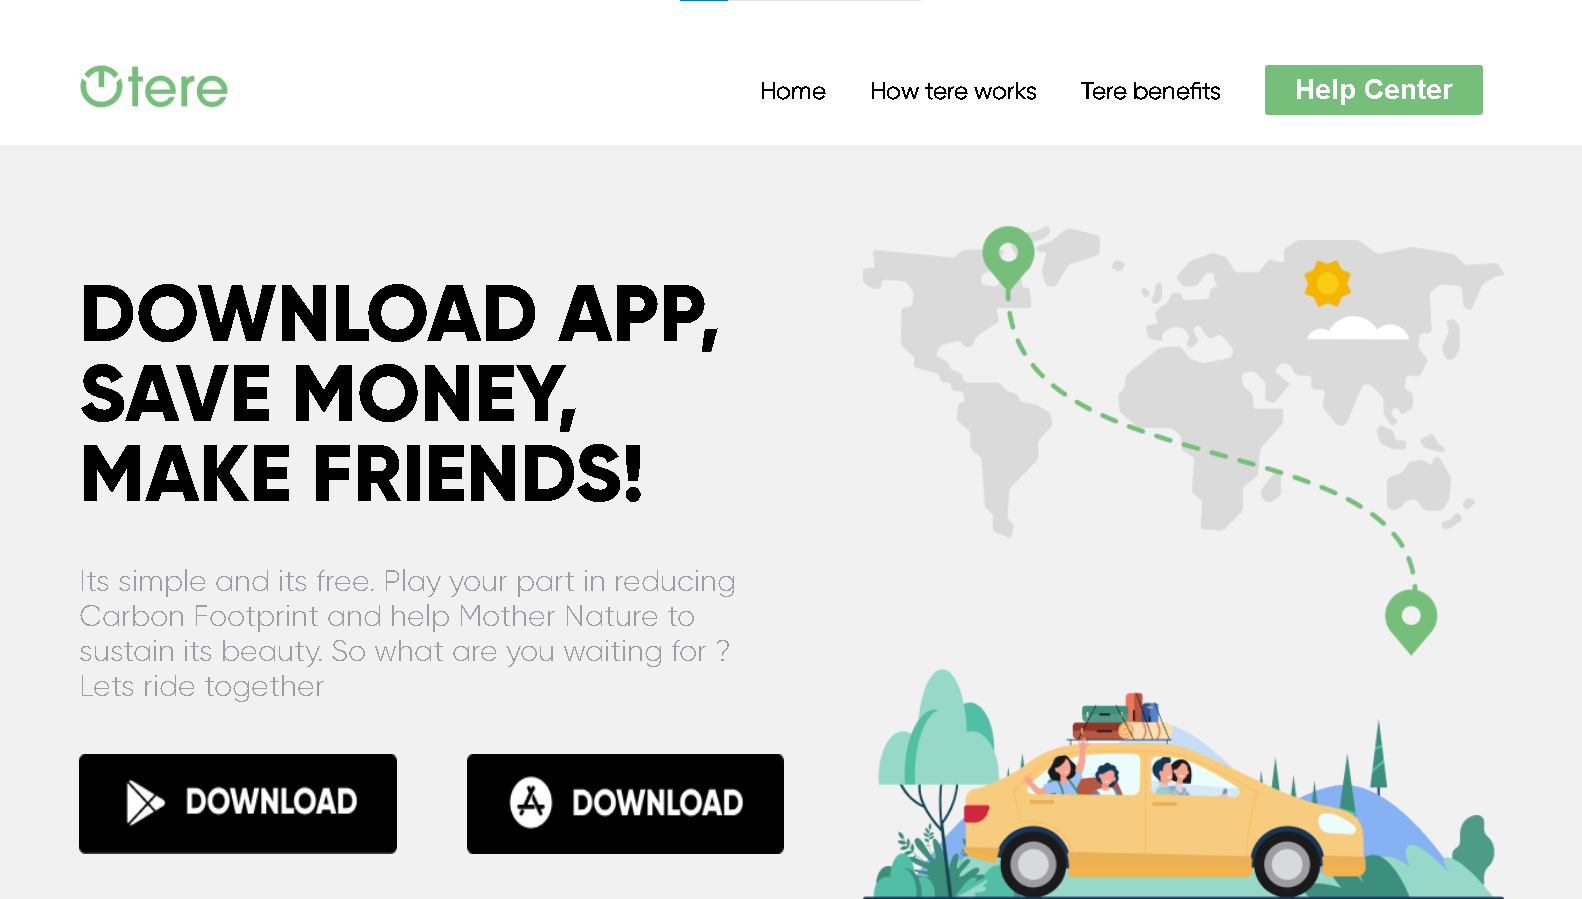 tere
Home
How tere works
Tere benefits
Help Center
DOWNLOAD APP,
SAVE MONEY,
MAKE FRIENDS!
Its simple and its free. Play your part in reducing
Carbon Footprint and help Mother Nature to
sustain its beauty. So what are you waiting for ?
Lets ride together
DOWNLOAD
DOWNLOAD